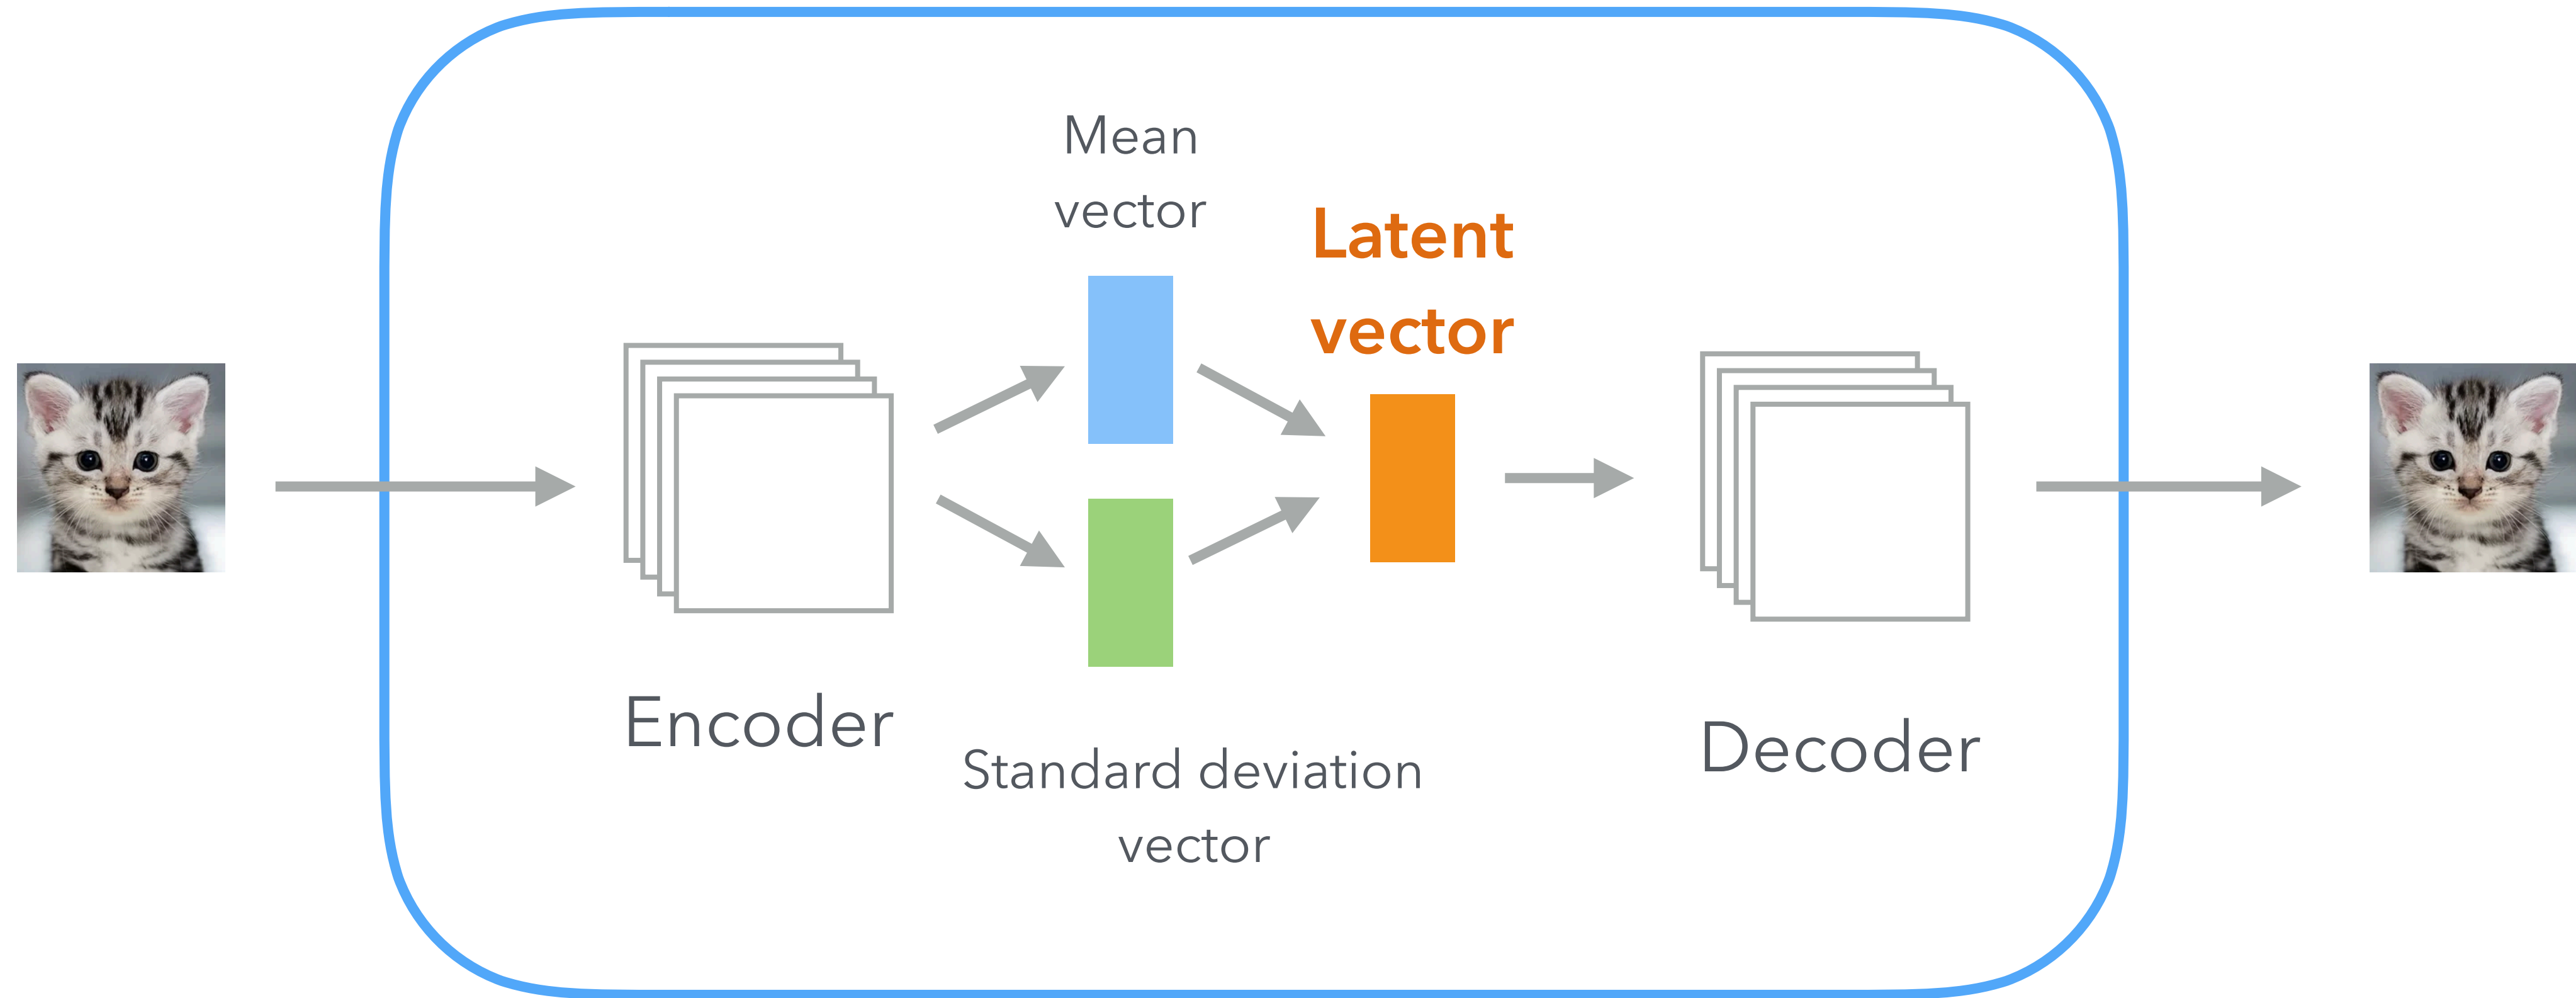 Mean
vector
Latent
vector
Encoder
Standard deviation
vector
Decoder